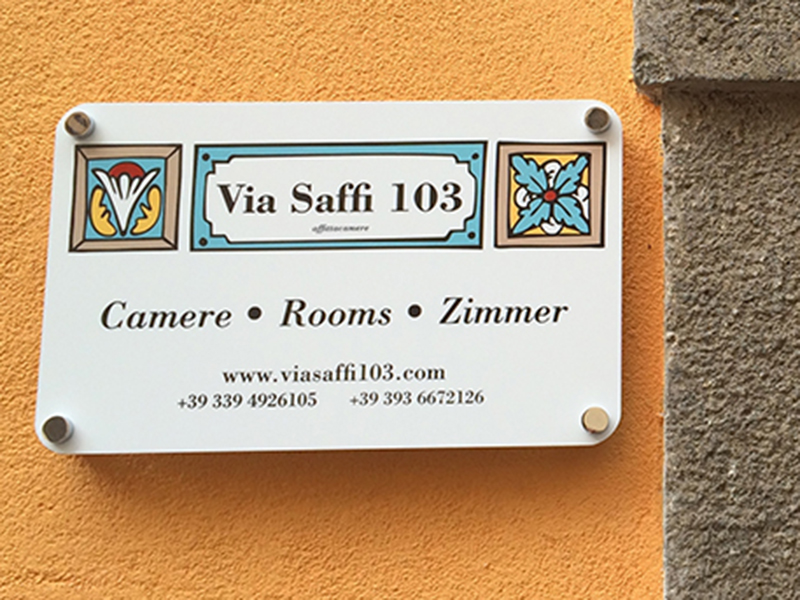 Via Saffi 103
affittacamere
Camere • Rooms • Zimmer
www.viasaffi103.com
+39 339 4926105 +39 393 6672126